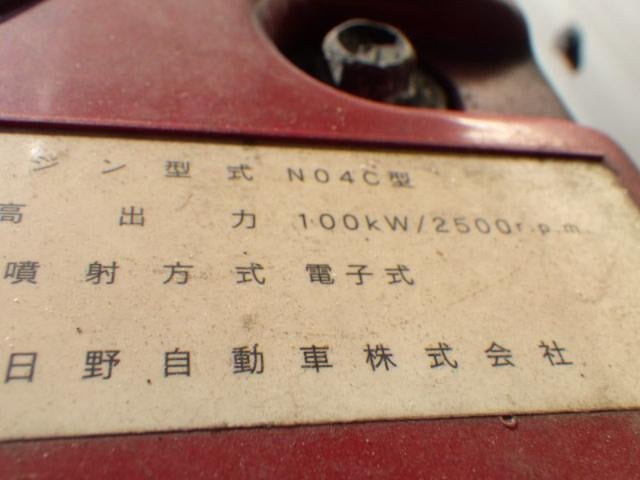 ジン型式 N04C型
高出力 100kW/2500r.p.m.
噴射方式 電子式
日野自動車株式会社